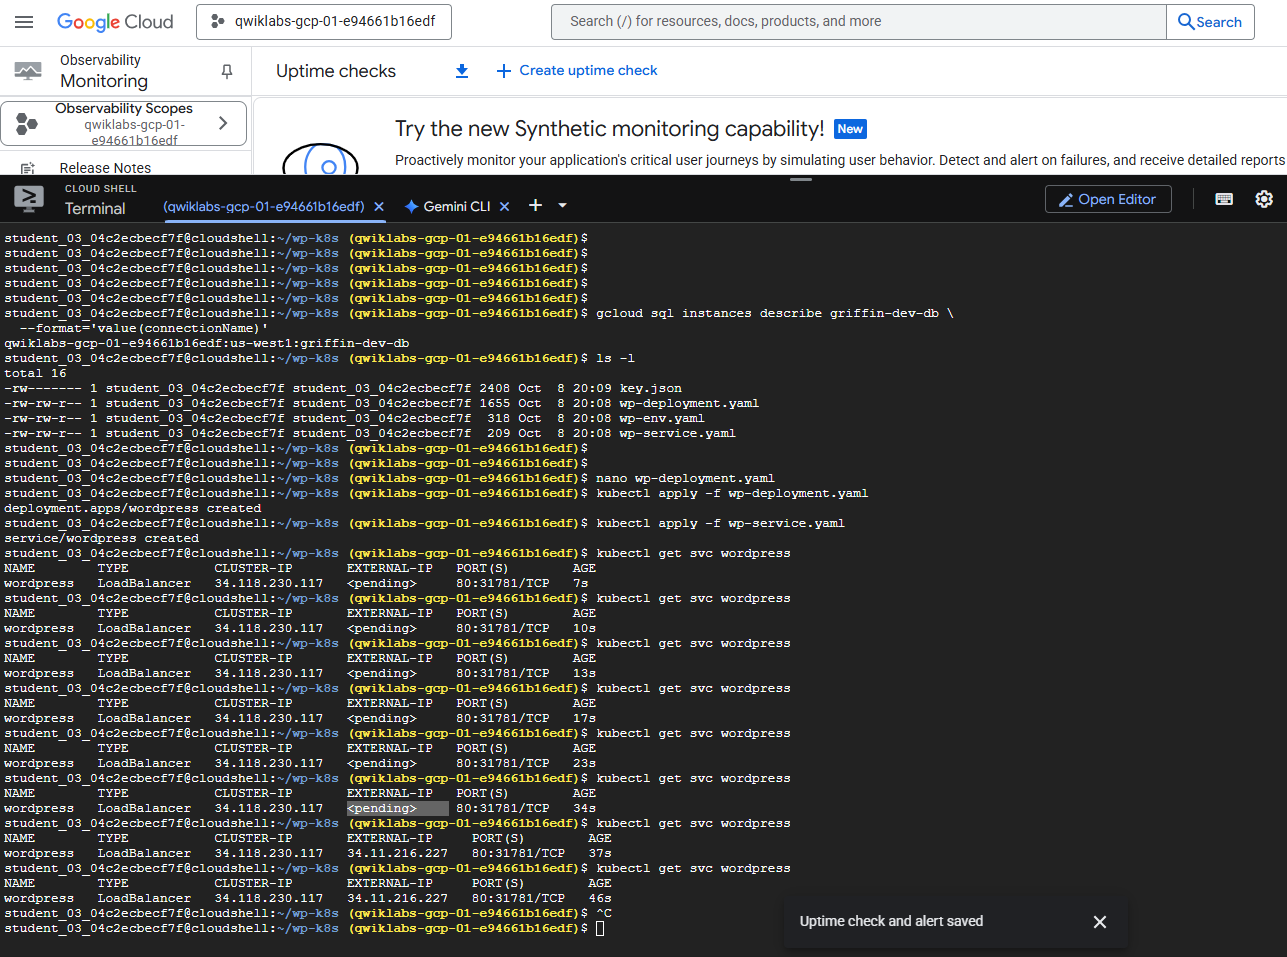 Google Cloud
qwiklabs-gcp-01-e94661b16edf
Search (/) for resources, docs, products, and more
Search
Observability
Monitoring
Uptime checks
Create uptime check
Observability Scopes
qwiklabs-gcp-01-
e94661b16edf
Release Notes
Try the new Synthetic monitoring capability! New
Proactively monitor your application's critical user journeys by simulating user behavior. Detect and alert on failures, and receive detailed reports
CLOUD SHELL
Terminal
(qwiklabs-gcp-01-e94661b16edf)
Gemini CLI
Open Editor
student_03_04c2ecbecf7f@cloudshell:~/wp-k8s (qwiklabs-gcp-01-e94661b16edf)$
student_03_04c2ecbecf7f@cloudshell:~/wp-k8s (qwiklabs-gcp-01-e94661b16edf)$
student_03_04c2ecbecf7f@cloudshell:~/wp-k8s (qwiklabs-gcp-01-e94661b16edf)$
student_03_04c2ecbecf7f@cloudshell:~/wp-k8s (qwiklabs-gcp-01-e94661b16edf)$
student_03_04c2ecbecf7f@cloudshell:~/wp-k8s (qwiklabs-gcp-01-e94661b16edf)$
student_03_04c2ecbecf7f@cloudshell:~/wp-k8s (qwiklabs-gcp-01-e94661b16edf)$ gcloud sql instances describe griffin-dev-db \
--format='value(connectionName)'
qwiklabs-gcp-01-e94661b16edf:us-west1:griffin-dev-db
student_03_04c2ecbecf7f@cloudshell:~/wp-k8s (qwiklabs-gcp-01-e94661b16edf)$ ls -l
total 16
-rw------- 1 student_03_04c2ecbecf7f student_03_04c2ecbecf7f 2408 Oct  8 20:09 key.json
-rw-rw-r-- 1 student_03_04c2ecbecf7f student_03_04c2ecbecf7f 1655 Oct  8 20:08 wp-deployment.yaml
-rw-rw-r-- 1 student_03_04c2ecbecf7f student_03_04c2ecbecf7f  318 Oct  8 20:08 wp-env.yaml
-rw-rw-r-- 1 student_03_04c2ecbecf7f student_03_04c2ecbecf7f  209 Oct  8 20:08 wp-service.yaml
student_03_04c2ecbecf7f@cloudshell:~/wp-k8s (qwiklabs-gcp-01-e94661b16edf)$
student_03_04c2ecbecf7f@cloudshell:~/wp-k8s (qwiklabs-gcp-01-e94661b16edf)$
student_03_04c2ecbecf7f@cloudshell:~/wp-k8s (qwiklabs-gcp-01-e94661b16edf)$ nano wp-deployment.yaml
student_03_04c2ecbecf7f@cloudshell:~/wp-k8s (qwiklabs-gcp-01-e94661b16edf)$ kubectl apply -f wp-deployment.yaml
deployment.apps/wordpress created
student_03_04c2ecbecf7f@cloudshell:~/wp-k8s (qwiklabs-gcp-01-e94661b16edf)$ kubectl apply -f wp-service.yaml
service/wordpress created
student_03_04c2ecbecf7f@cloudshell:~/wp-k8s (qwiklabs-gcp-01-e94661b16edf)$ kubectl get svc wordpress
NAME TYPE CLUSTER-IP EXTERNAL-IP PORT(S) AGE
wordpress LoadBalancer 34.118.230.117 <pending> 80:31781/TCP 7s
student_03_04c2ecbecf7f@cloudshell:~/wp-k8s (qwiklabs-gcp-01-e94661b16edf)$ kubectl get svc wordpress
NAME TYPE CLUSTER-IP EXTERNAL-IP PORT(S) AGE
wordpress LoadBalancer 34.118.230.117 <pending> 80:31781/TCP 10s
student_03_04c2ecbecf7f@cloudshell:~/wp-k8s (qwiklabs-gcp-01-e94661b16edf)$ kubectl get svc wordpress
NAME TYPE CLUSTER-IP EXTERNAL-IP PORT(S) AGE
wordpress LoadBalancer 34.118.230.117 <pending> 80:31781/TCP 13s
student_03_04c2ecbecf7f@cloudshell:~/wp-k8s (qwiklabs-gcp-01-e94661b16edf)$ kubectl get svc wordpress
NAME TYPE CLUSTER-IP EXTERNAL-IP PORT(S) AGE
wordpress LoadBalancer 34.118.230.117 <pending> 80:31781/TCP 17s
student_03_04c2ecbecf7f@cloudshell:~/wp-k8s (qwiklabs-gcp-01-e94661b16edf)$ kubectl get svc wordpress
NAME TYPE CLUSTER-IP EXTERNAL-IP PORT(S) AGE
wordpress LoadBalancer 34.118.230.117 <pending> 80:31781/TCP 23s
student_03_04c2ecbecf7f@cloudshell:~/wp-k8s (qwiklabs-gcp-01-e94661b16edf)$ kubectl get svc wordpress
NAME TYPE CLUSTER-IP EXTERNAL-IP PORT(S) AGE
wordpress LoadBalancer 34.118.230.117 <pending> 80:31781/TCP 34s
student_03_04c2ecbecf7f@cloudshell:~/wp-k8s (qwiklabs-gcp-01-e94661b16edf)$ kubectl get svc wordpress
NAME TYPE CLUSTER-IP EXTERNAL-IP PORT(S) AGE
wordpress LoadBalancer 34.118.230.117 34.11.216.227 80:31781/TCP 37s
student_03_04c2ecbecf7f@cloudshell:~/wp-k8s (qwiklabs-gcp-01-e94661b16edf)$ kubectl get svc wordpress
NAME TYPE CLUSTER-IP EXTERNAL-IP PORT(S) AGE
wordpress LoadBalancer 34.118.230.117 34.11.216.227 80:31781/TCP 46s
student_03_04c2ecbecf7f@cloudshell:~/wp-k8s (qwiklabs-gcp-01-e94661b16edf)$ ^C
student_03_04c2ecbecf7f@cloudshell:~/wp-k8s (qwiklabs-gcp-01-e94661b16edf)$
Uptime check and alert saved